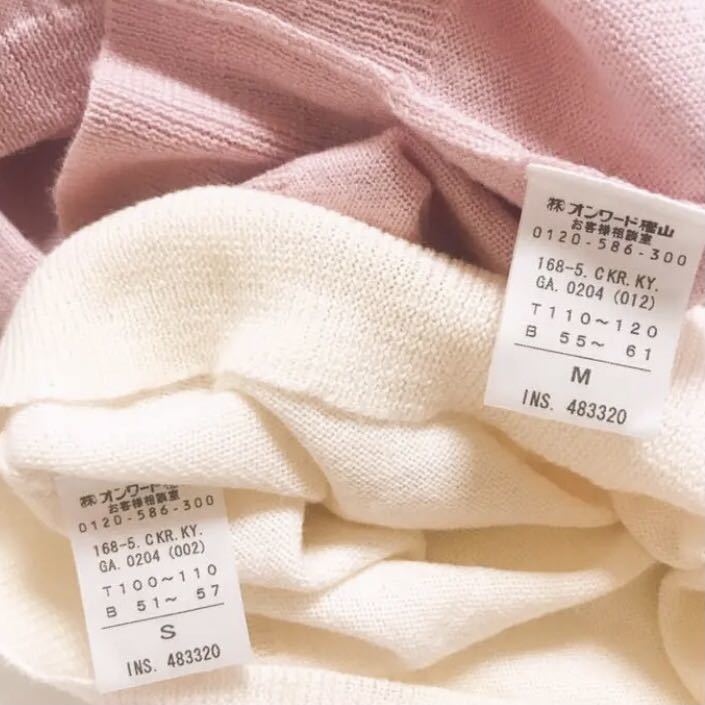 ㈱オンワード樫山
お客様相談室
0120-586-300
168-5. CKR. KY.
GA. 0204 (012)
T 110～120
B 55～ 61
M
INS. 483320
㈱オンワード樫山
お客様相談室
0120-586-300
168-5. CKR. KY.
GA. 0204 (002)
T 100～110
B 51～ 57
S
INS. 483320